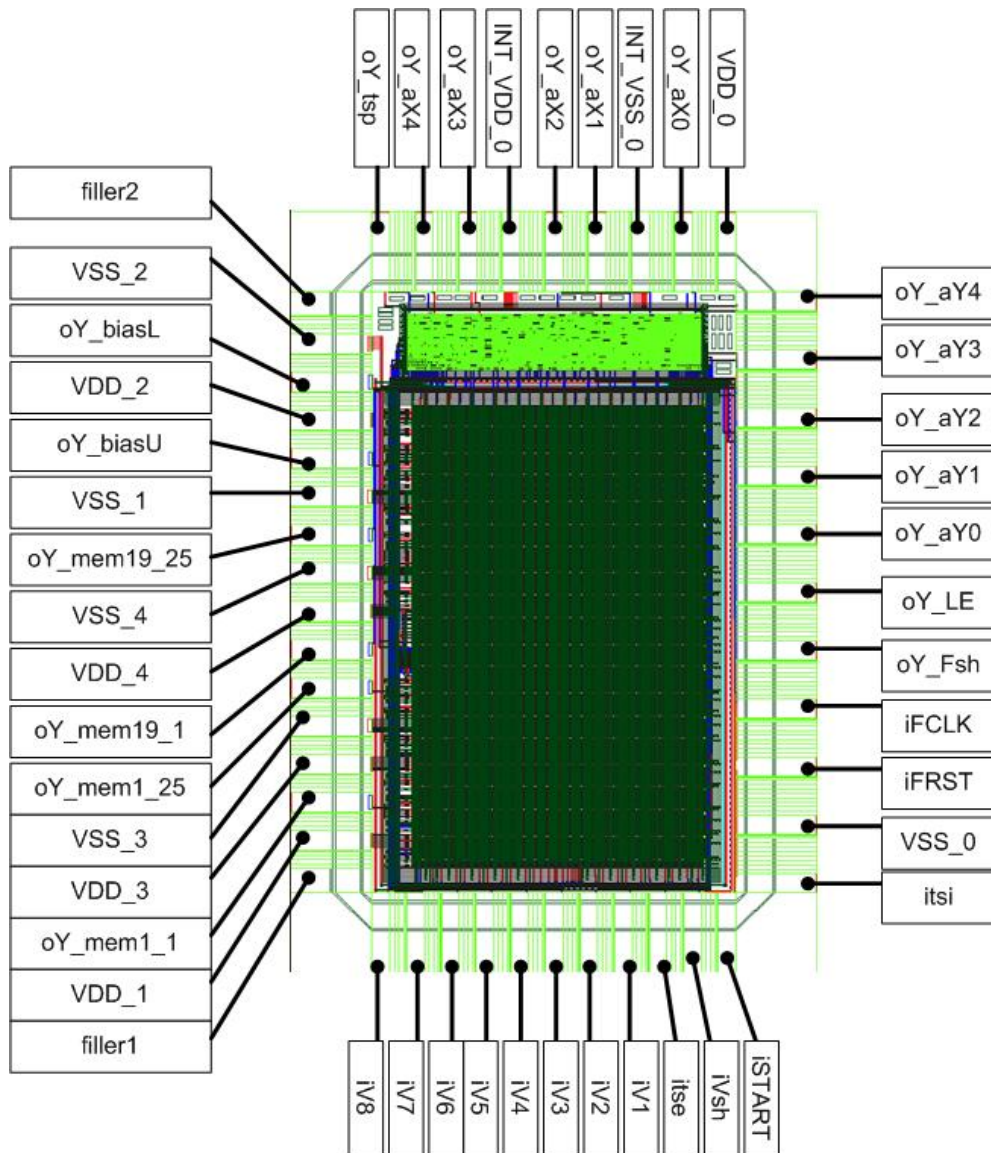 oY_tsp
oY_aX4
oY_aX3
INT_VDD_0
oY_aX2
oY_aX1
INT_VSS_0
oY_aX0
VDD_0
filler2
VSS_2
oY_biasL
VDD_2
oY_biasU
VSS_1
oY_mem19_25
VSS_4
VDD_4
oY_mem19_1
oY_mem1_25
VSS_3
VDD_3
oY_mem1_1
VDD_1
filler1
oY_aY4
oY_aY3
oY_aY2
oY_aY1
oY_aY0
oY_LE
oY_Fsh
iFCLK
iFRST
VSS_0
itsi
iV8
iV7
iV6
iV5
iV4
iV3
iV2
iV1
itse
iVsh
iSTART